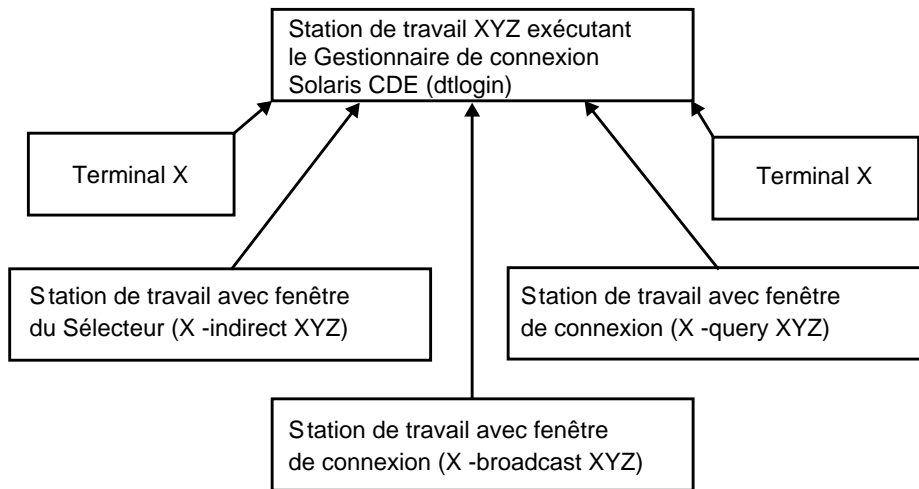 Station de travail XYZ exécutant
le Gestionnaire de connexion
Solaris CDE (dtlogin)
Terminal X
Terminal X
Station de travail avec fenêtre
du Sélecteur (X -indirect XYZ)
Station de travail avec fenêtre
de connexion (X -query XYZ)
Station de travail avec fenêtre
de connexion (X -broadcast XYZ)